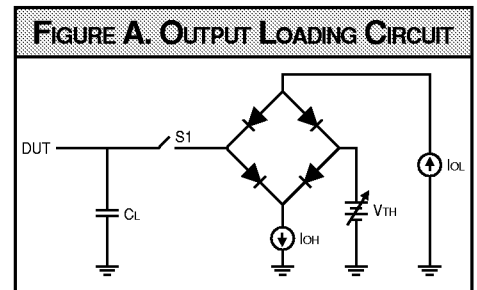 FIGURE A. OUTPUT LOADING CIRCUIT
S1
DUT
IOL
CL
VTH
IOH